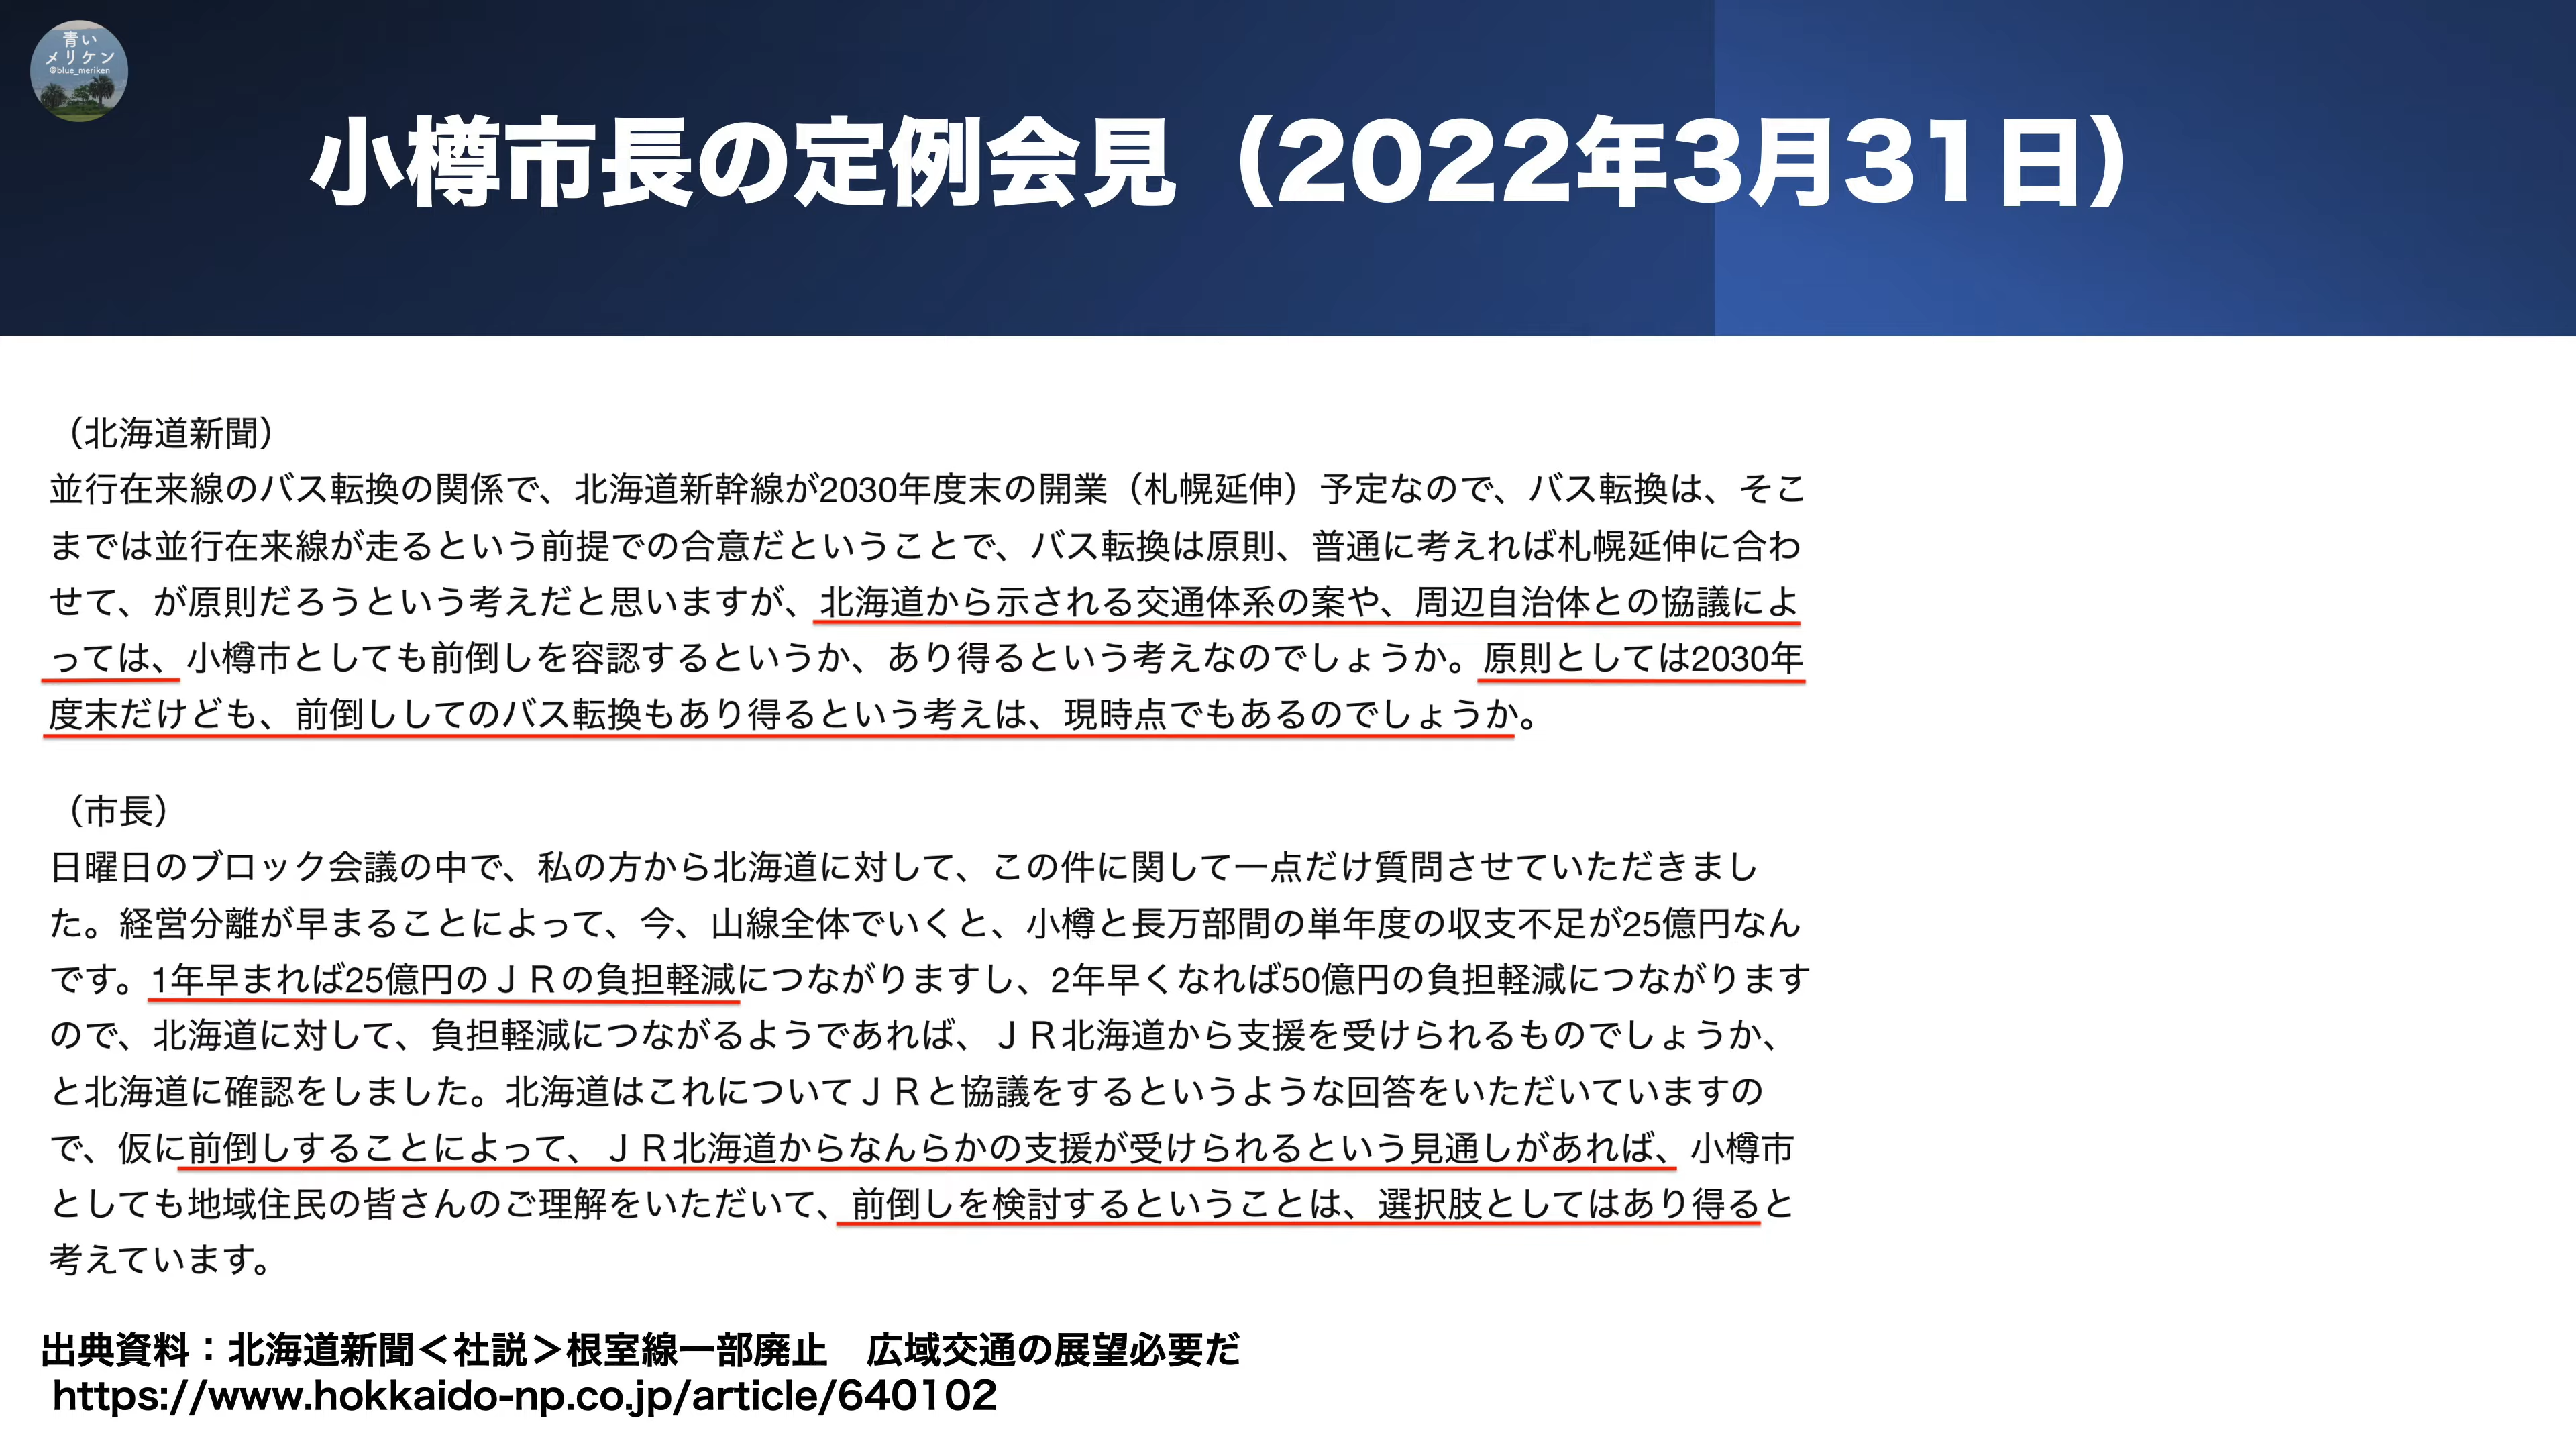 青い
メリケン
@blue_meriken
小樽市長の定例会見（2022年3月31日）
（北海道新聞）
並行在来線のバス転換の関係で、北海道新幹線が2030年度末の開業（札幌延伸）予定なので、バス転換は、そこ
までは並行在来線が走るという前提での合意だということで、バス転換は原則、普通に考えれば札幌延伸に合わ
せて、が原則だろうという考えだと思いますが、北海道から示される交通体系の案や、周辺自治体との協議によ
っては、小樽市としても前倒しを容認するというか、あり得るという考えなのでしょうか。原則としては2030年
度末だけども、前倒ししてのバス転換もあり得るという考えは、現時点でもあるのでしょうか。
（市長）
日曜日のブロック会議の中で、私の方から北海道に対して、この件に関して一点だけ質問させていただきまし
た。経営分離が早まることによって、今、山線全体でいくと、小樽と長万部間の単年度の収支不足が25億円なん
です。1年早まれば25億円のＪＲの負担軽減につながりますし、2年早くなれば50億円の負担軽減につながります
ので、北海道に対して、負担軽減につながるようであれば、ＪＲ北海道から支援を受けられるものでしょうか、
と北海道に確認をしました。北海道はこれについてＪＲと協議をするというような回答をいただいていますの
で、仮に前倒しすることによって、ＪＲ北海道からなんらかの支援が受けられるという見通しがあれば、小樽市
としても地域住民の皆さんのご理解をいただいて、前倒しを検討するということは、選択肢としてはあり得ると
考えています。
出典資料：北海道新聞＜社説＞根室線一部廃止　広域交通の展望必要だ
https://www.hokkaido-np.co.jp/article/640102